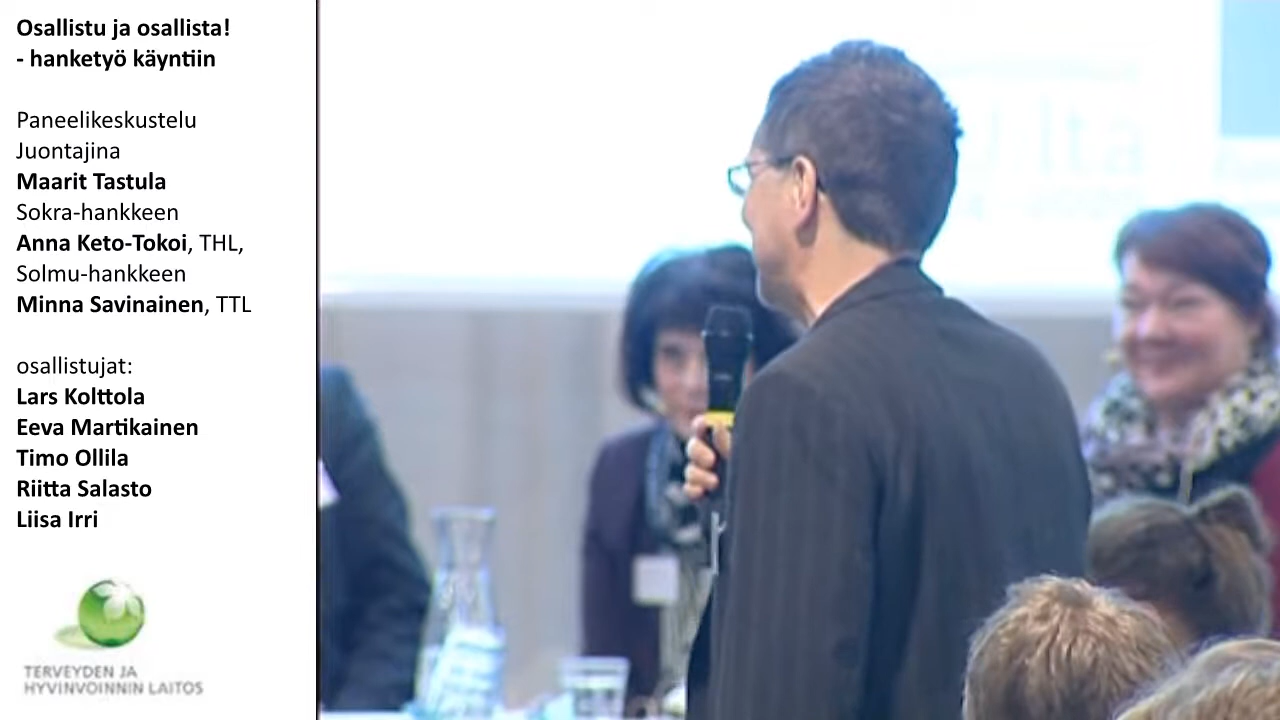 Osallistu ja osallista!
- hanketyö käyntiin
Paneelikeskustelu
Juontajina
Maarit Tastula
Sokra-hankkeen
Anna Keto-Tokoi, THL,
Solmu-hankkeen
Minna Savinainen, TTL
osallistujat:
Lars Kolttola
Eeva Martikainen
Timo Ollila
Riitta Salasto
Liisa Irri
TERVEYDEN JA
HYVINVOINNIN LAITOS